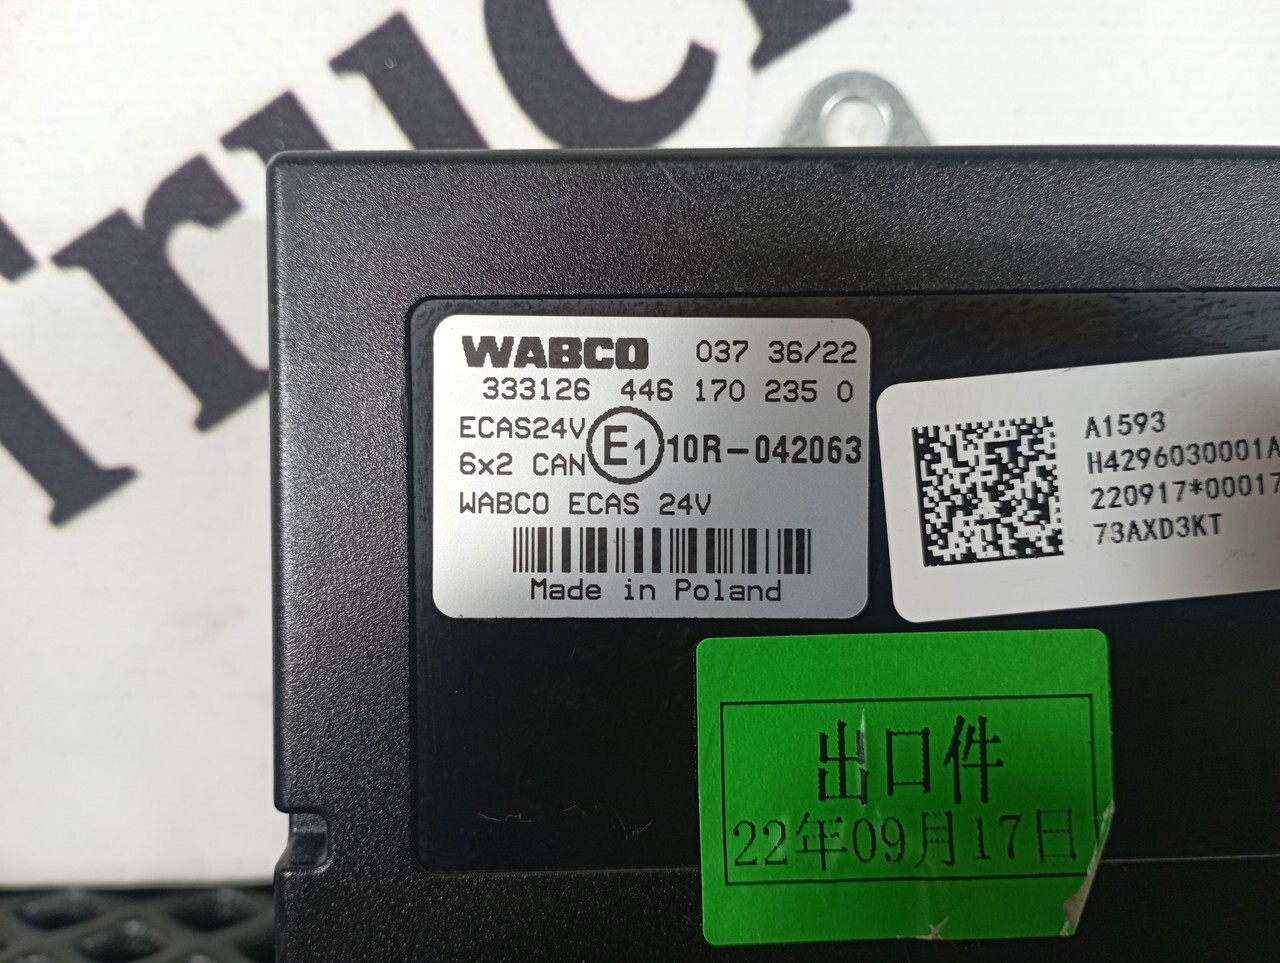 Truc
WABCO 037 36/22
333126 446 170 235 0
ECAS24V
6x2 CAN
E1 10R-042063
WABCO ECAS 24V
Made in Poland
A1593
H4296030001A
220917*00017
73AXD3KT
出口件
22年09月17日